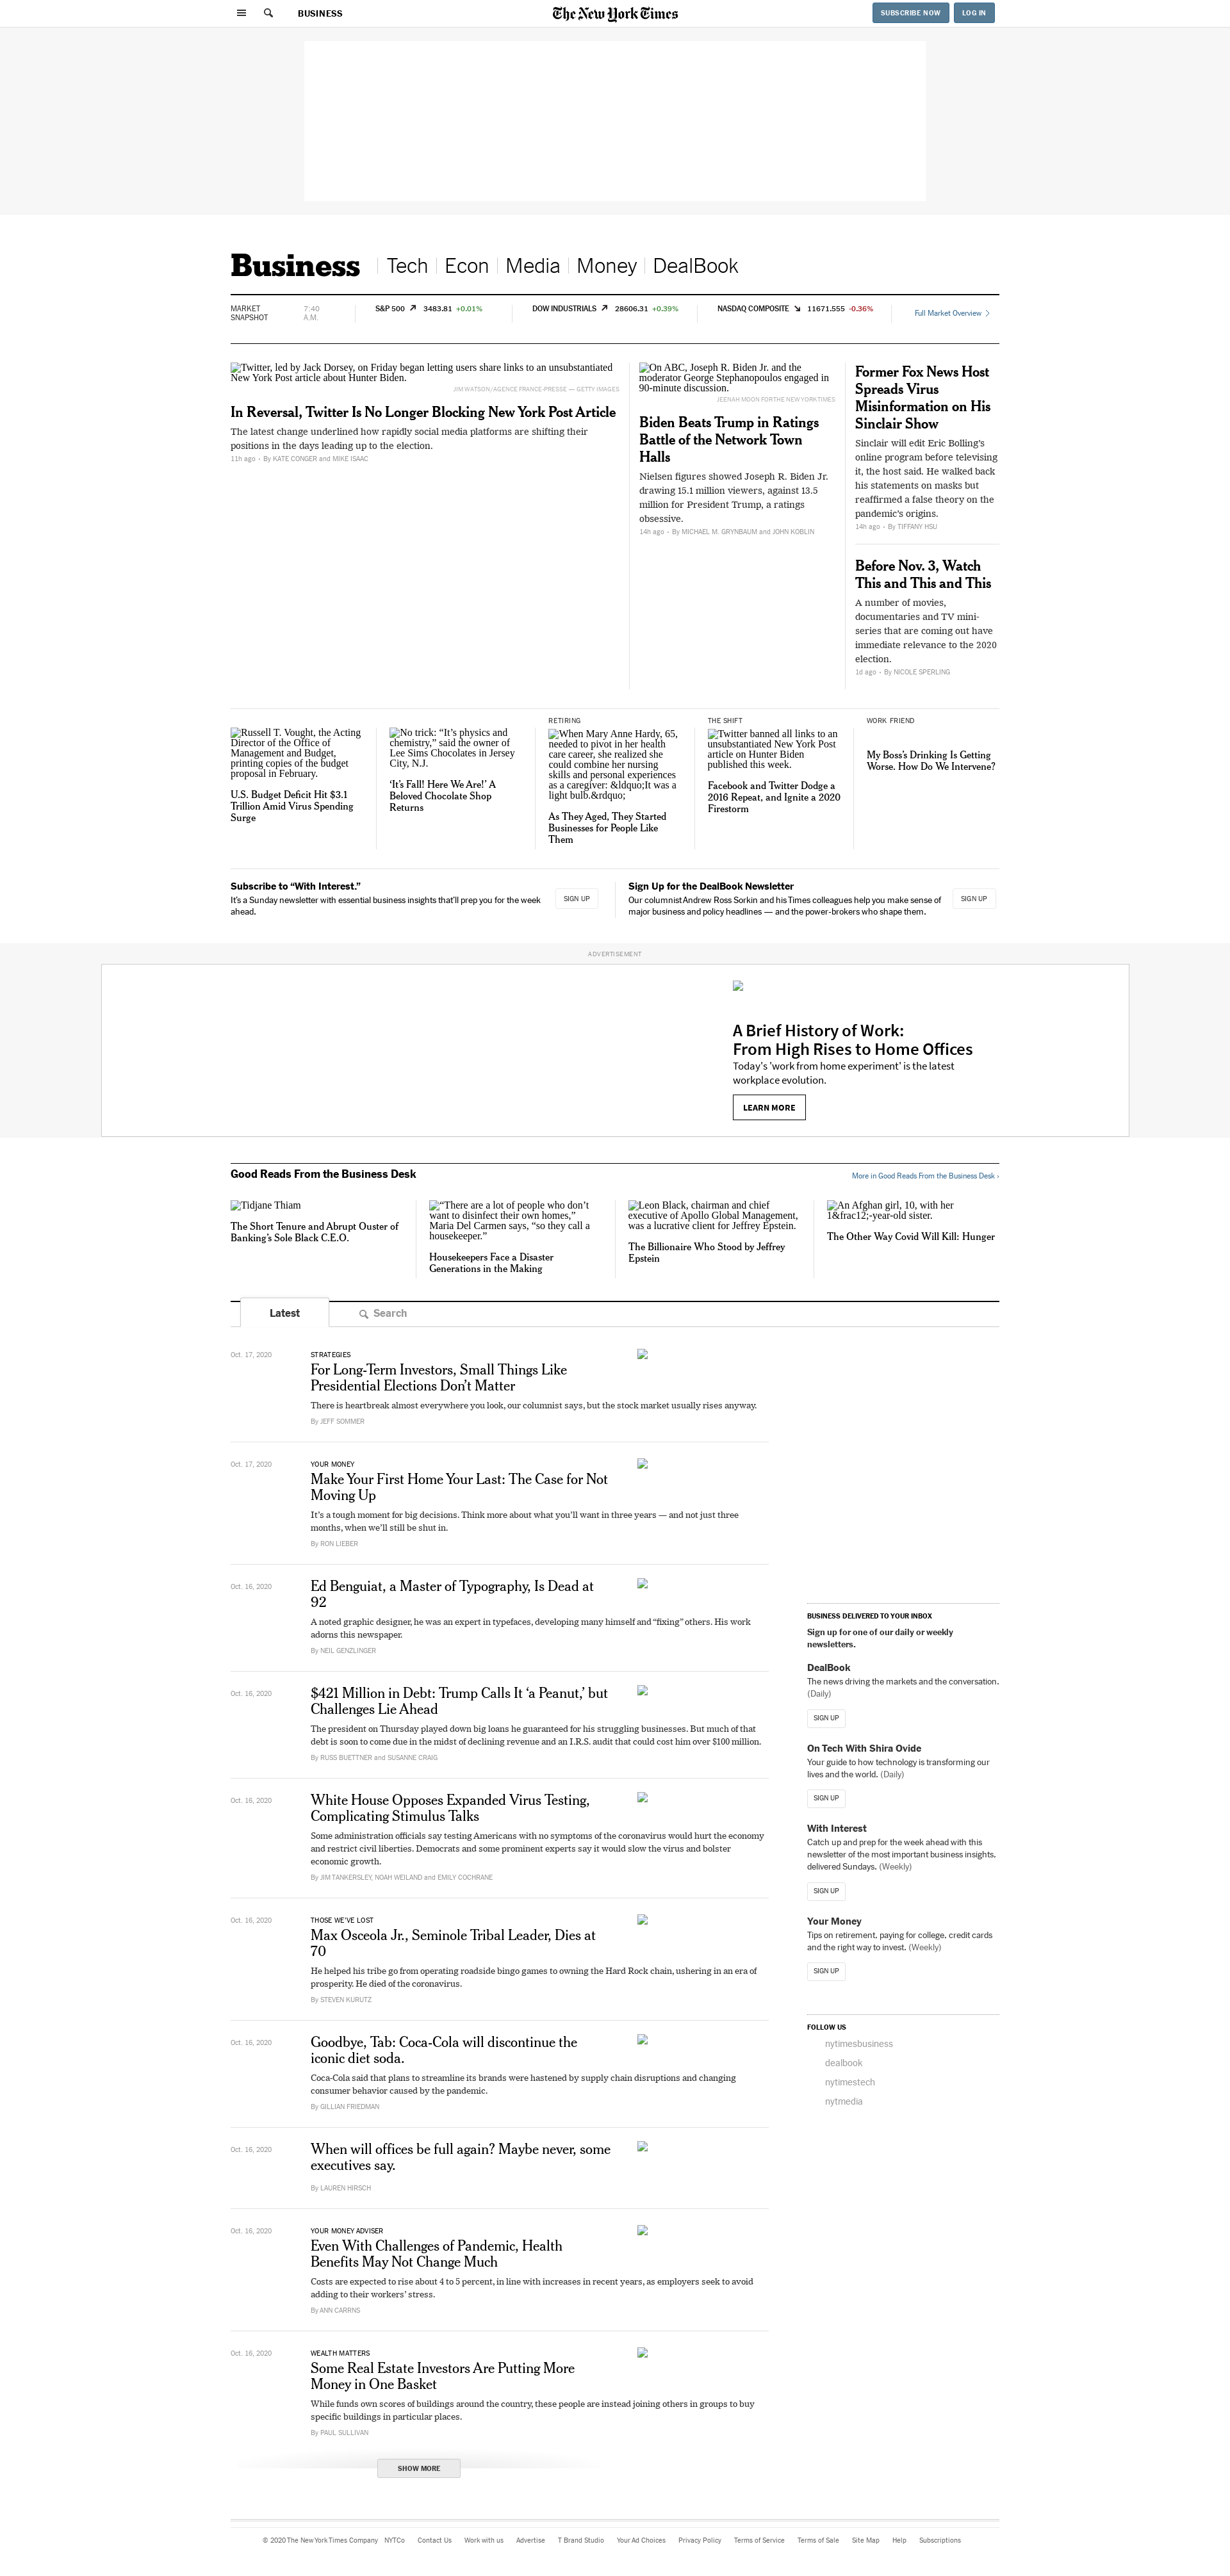 BUSINESS
The New York Times
SUBSCRIBE NOW
LOG IN
Business
Tech
Econ
Media
Money
DealBook
MARKET
SNAPSHOT
7:40
A.M.
S&P 500 3483.81 +0.01%
DOW INDUSTRIALS 28606.31 +0.39%
NASDAQ COMPOSITE 11671.555 -0.36%
Full Market Overview
Twitter, led by Jack Dorsey, on Friday began letting users share links to an unsubstantiated
New York Post article about Hunter Biden.
JIM WATSON/AGENCE FRANCE-PRESSE — GETTY IMAGES
In Reversal, Twitter Is No Longer Blocking New York Post Article
The latest change underlined how rapidly social media platforms are shifting their
positions in the days leading up to the election.
11h ago • By KATE CONGER and MIKE ISAAC
On ABC, Joseph R. Biden Jr. and the
moderator George Stephanopoulos engaged in
90-minute discussion.
JEENAH MOON FOR THE NEW YORK TIMES
Biden Beats Trump in Ratings
Battle of the Network Town
Halls
Nielsen figures showed Joseph R. Biden Jr.
drawing 15.1 million viewers, against 13.5
million for President Trump, a ratings
obsessive.
14h ago • By MICHAEL M. GRYNBAUM and JOHN KOBLIN
Former Fox News Host
Spreads Virus
Misinformation on His
Sinclair Show
Sinclair will edit Eric Bolling's
online program before televising
it, the host said. He walked back
his statements on masks but
reaffirmed a false theory on the
pandemic's origins.
14h ago • By TIFFANY HSU
Before Nov. 3, Watch
This and This and This
A number of movies,
documentaries and TV mini-
series that are coming out have
immediate relevance to the 2020
election.
1d ago • By NICOLE SPERLING
Russell T. Vought, the Acting
Director of the Office of
Management and Budget,
printing copies of the budget
proposal in February.
U.S. Budget Deficit Hit $3.1
Trillion Amid Virus Spending
Surge
No trick: “It’s physics and
chemistry,” said the owner of
Lee Sims Chocolates in Jersey
City, N.J.
‘It’s Fall! Here We Are!’ A
Beloved Chocolate Shop
Returns
RETIRING
When Mary Anne Hardy, 65,
needed to pivot in her health
care career, she realized she
could combine her nursing
skills and personal experiences
as a caregiver: &ldquo;It was a
light bulb.&rdquo;
As They Aged, They Started
Businesses for People Like
Them
THE SHIFT
Twitter banned all links to an
unsubstantiated New York Post
article on Hunter Biden
published this week.
Facebook and Twitter Dodge a
2016 Repeat, and Ignite a 2020
Firestorm
WORK FRIEND
My Boss’s Drinking Is Getting
Worse. How Do We Intervene?
Subscribe to “With Interest.”
It’s a Sunday newsletter with essential business insights that’ll prep you for the week
ahead.
SIGN UP
Sign Up for the DealBook Newsletter
Our columnist Andrew Ross Sorkin and his Times colleagues help you make sense of
major business and policy headlines — and the power-brokers who shape them.
SIGN UP
ADVERTISEMENT
A Brief History of Work:
From High Rises to Home Offices
Today's 'work from home experiment' is the latest
workplace evolution.
LEARN MORE
Good Reads From the Business Desk
More in Good Reads From the Business Desk ›
Tidjane Thiam
The Short Tenure and Abrupt Ouster of
Banking’s Sole Black C.E.O.
“There are a lot of people who don’t
want to disinfect their own homes,”
Maria Del Carmen says, “so they call a
housekeeper.”
Housekeepers Face a Disaster
Generations in the Making
Leon Black, chairman and chief
executive of Apollo Global Management,
was a lucrative client for Jeffrey Epstein.
The Billionaire Who Stood by Jeffrey
Epstein
An Afghan girl, 10, with her
1&frac12;-year-old sister.
The Other Way Covid Will Kill: Hunger
Latest
Search
Oct. 17, 2020
STRATEGIES
For Long-Term Investors, Small Things Like
Presidential Elections Don’t Matter
There is heartbreak almost everywhere you look, our columnist says, but the stock market usually rises anyway.
By JEFF SOMMER
Oct. 17, 2020
YOUR MONEY
Make Your First Home Your Last: The Case for Not
Moving Up
It’s a tough moment for big decisions. Think more about what you’ll want in three years — and not just three
months, when we’ll still be shut in.
By RON LIEBER
Oct. 16, 2020
Ed Benguiat, a Master of Typography, Is Dead at
92
A noted graphic designer, he was an expert in typefaces, developing many himself and “fixing” others. His work
adorns this newspaper.
By NEIL GENZLINGER
Oct. 16, 2020
$421 Million in Debt: Trump Calls It ‘a Peanut,’ but
Challenges Lie Ahead
The president on Thursday played down big loans he guaranteed for his struggling businesses. But much of that
debt is soon to come due in the midst of declining revenue and an I.R.S. audit that could cost him over $100 million.
By RUSS BUETTNER and SUSANNE CRAIG
Oct. 16, 2020
White House Opposes Expanded Virus Testing,
Complicating Stimulus Talks
Some administration officials say testing Americans with no symptoms of the coronavirus would hurt the economy
and restrict civil liberties. Democrats and some prominent experts say it would slow the virus and bolster
economic growth.
By JIM TANKERSLEY, NOAH WEILAND and EMILY COCHRANE
Oct. 16, 2020
THOSE WE’VE LOST
Max Osceola Jr., Seminole Tribal Leader, Dies at
70
He helped his tribe go from operating roadside bingo games to owning the Hard Rock chain, ushering in an era of
prosperity. He died of the coronavirus.
By STEVEN KURUTZ
Oct. 16, 2020
Goodbye, Tab: Coca-Cola will discontinue the
iconic diet soda.
Coca-Cola said that plans to streamline its brands were hastened by supply chain disruptions and changing
consumer behavior caused by the pandemic.
By GILLIAN FRIEDMAN
Oct. 16, 2020
When will offices be full again? Maybe never, some
executives say.
By LAUREN HIRSCH
Oct. 16, 2020
YOUR MONEY ADVISER
Even With Challenges of Pandemic, Health
Benefits May Not Change Much
Costs are expected to rise about 4 to 5 percent, in line with increases in recent years, as employers seek to avoid
adding to their workers’ stress.
By ANN CARRNS
Oct. 16, 2020
WEALTH MATTERS
Some Real Estate Investors Are Putting More
Money in One Basket
While funds own scores of buildings around the country, these people are instead joining others in groups to buy
specific buildings in particular places.
By PAUL SULLIVAN
SHOW MORE
BUSINESS DELIVERED TO YOUR INBOX
Sign up for one of our daily or weekly
newsletters.
DealBook
The news driving the markets and the conversation.
(Daily)
SIGN UP
On Tech With Shira Ovide
Your guide to how technology is transforming our
lives and the world. (Daily)
SIGN UP
With Interest
Catch up and prep for the week ahead with this
newsletter of the most important business insights,
delivered Sundays. (Weekly)
SIGN UP
Your Money
Tips on retirement, paying for college, credit cards
and the right way to invest. (Weekly)
SIGN UP
FOLLOW US
nytimesbusiness
dealbook
nytimestech
nytmedia
© 2020 The New York Times Company NYTCo Contact Us Work with us Advertise T Brand Studio Your Ad Choices Privacy Policy Terms of Service Terms of Sale Site Map Help Subscriptions